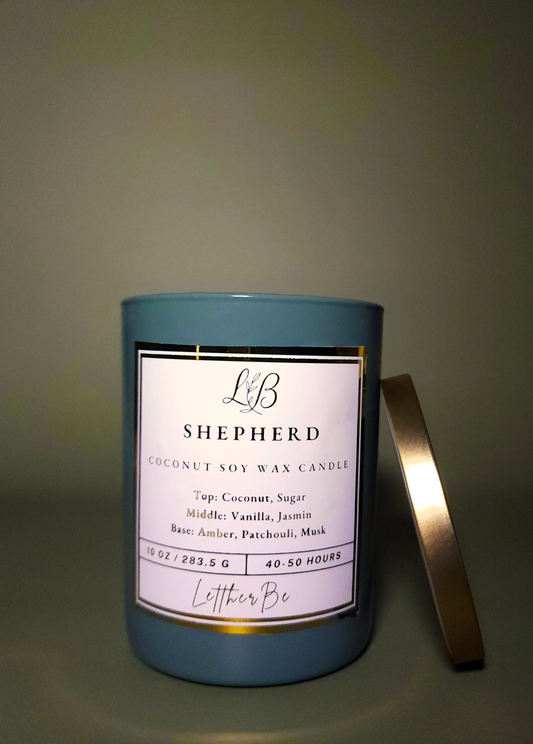 LB
SHEPHERD
COCONUT SOY WAX CANDLE
Top: Coconut, Sugar
Middle: Vanilla, Jasmin
Base: Amber, Patchouli, Musk
10 OZ / 283.5 G 40-50 HOURS
LettherBe